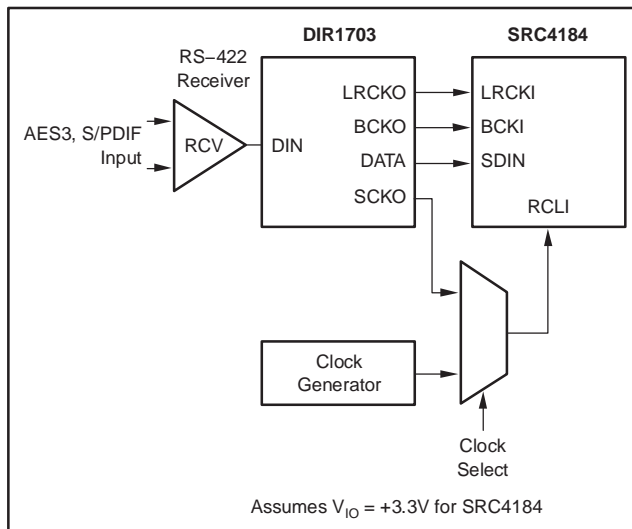 DIR1703
SRC4184
RS−422
Receiver
AES3, S/PDIF
Input
RCV
DIN
LRCKO
BCKO
DATA
SCKO
LRCKI
BCKI
SDIN
RCLI
Clock
Generator
Clock
Select
Assumes VIO = +3.3V for SRC4184